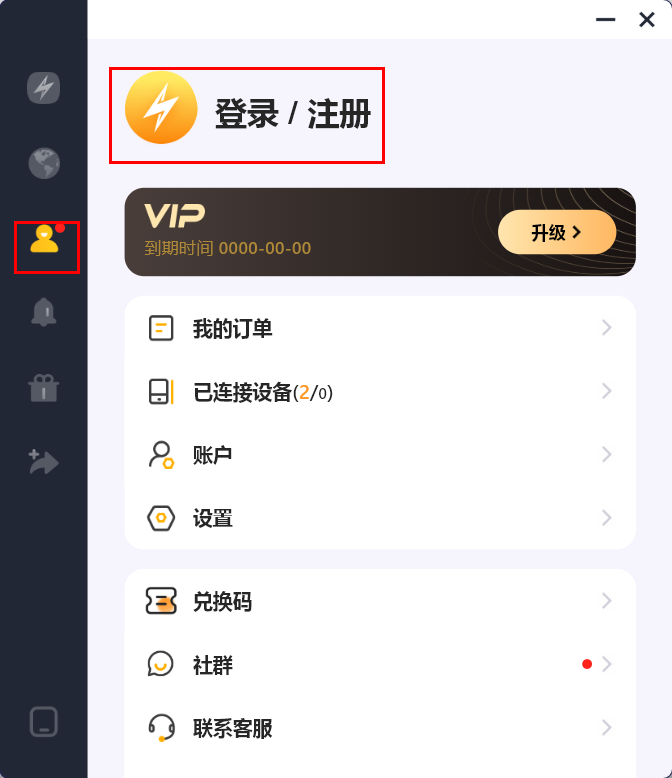 登录 / 注册
VIP
到期时间 0000-00-00
升级 >
我的订单
已连接设备(2/0)
账户
设置
兑换码
社群
联系客服